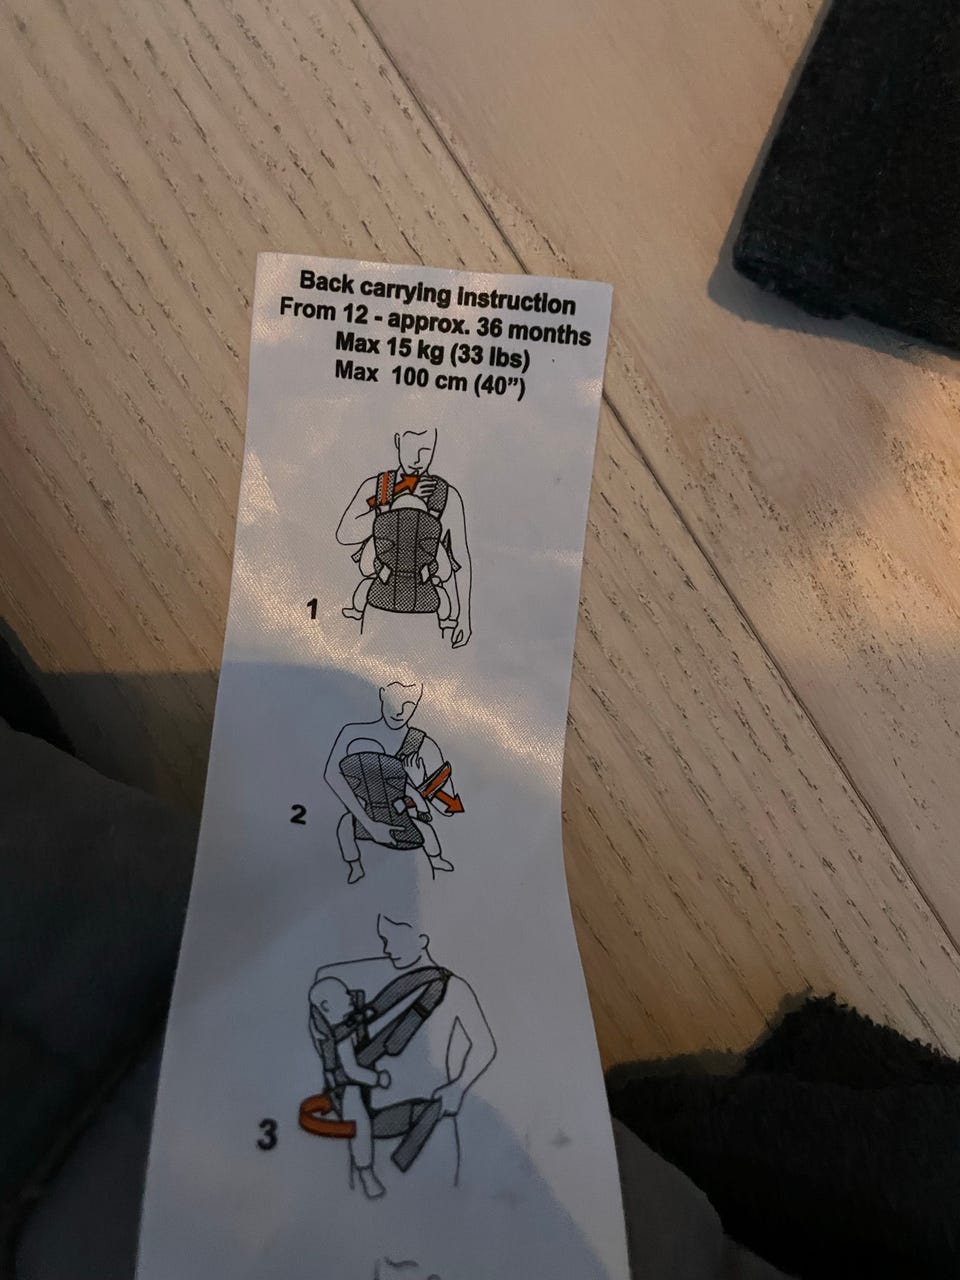 Back carrying instruction
From 12 - approx. 36 months
Max 15 kg (33 lbs)
Max 100 cm (40”)
1
2
3